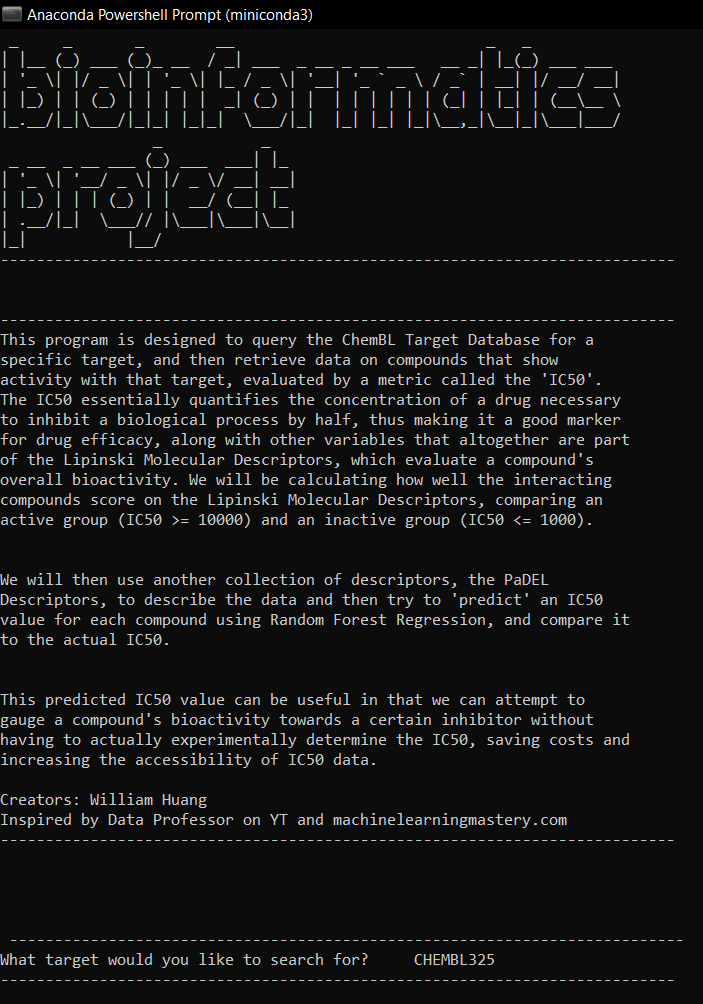 Anaconda Powershell Prompt (miniconda3)
bioinformatics
project
---------------------------------------------------------------------------
---------------------------------------------------------------------------
This program is designed to query the ChemBL Target Database for a
specific target, and then retrieve data on compounds that show
activity with that target, evaluated by a metric called the 'IC50'.
The IC50 essentially quantifies the concentration of a drug necessary
to inhibit a biological process by half, thus making it a good marker
for drug efficacy, along with other variables that altogether are part
of the Lipinski Molecular Descriptors, which evaluate a compound's
overall bioactivity. We will be calculating how well the interacting
compounds score on the Lipinski Molecular Descriptors, comparing an
active group (IC50 >= 10000) and an inactive group (IC50 <= 1000).
We will then use another collection of descriptors, the PaDEL
Descriptors, to describe the data and then try to 'predict' an IC50
value for each compound using Random Forest Regression, and compare it
to the actual IC50.
This predicted IC50 value can be useful in that we can attempt to
gauge a compound's bioactivity towards a certain inhibitor without
having to actually experimentally determine the IC50, saving costs and
increasing the accessibility of IC50 data.
Creators: William Huang
Inspired by Data Professor on YT and machinelearningmastery.com
---------------------------------------------------------------------------
---------------------------------------------------------------------------
What target would you like to search for?     CHEMBL325
---------------------------------------------------------------------------